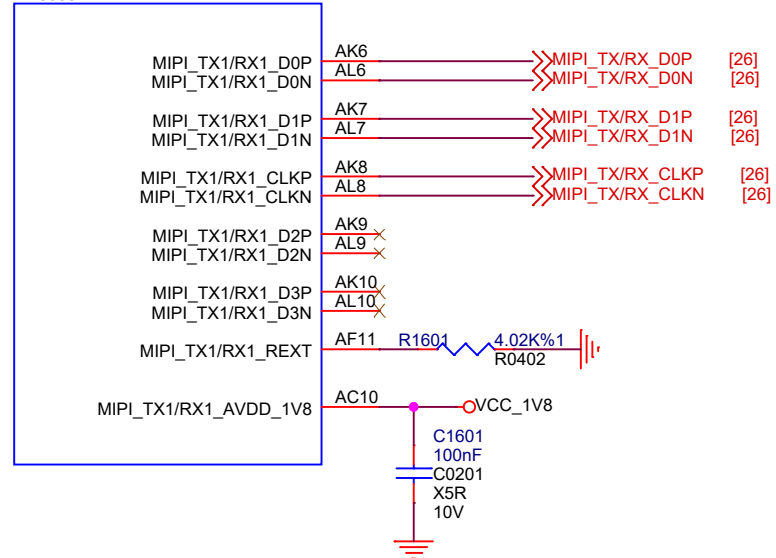 MIPI_TX1/RX1_D0P AK6 MIPI_TX/RX_D0P [26]
MIPI_TX1/RX1_D0N AL6 MIPI_TX/RX_D0N [26]
MIPI_TX1/RX1_D1P AK7 MIPI_TX/RX_D1P [26]
MIPI_TX1/RX1_D1N AL7 MIPI_TX/RX_D1N [26]
MIPI_TX1/RX1_CLKP AK8 MIPI_TX/RX_CLKP [26]
MIPI_TX1/RX1_CLKN AL8 MIPI_TX/RX_CLKN [26]
MIPI_TX1/RX1_D2P AK9
MIPI_TX1/RX1_D2N AL9
MIPI_TX1/RX1_D3P AK10
MIPI_TX1/RX1_D3N AL10
MIPI_TX1/RX1_REXT AF11 R1601 4.02K%1
R0402
MIPI_TX1/RX1_AVDD_1V8 AC10 VCC_1V8
C1601
100nF
C0201
X5R
10V